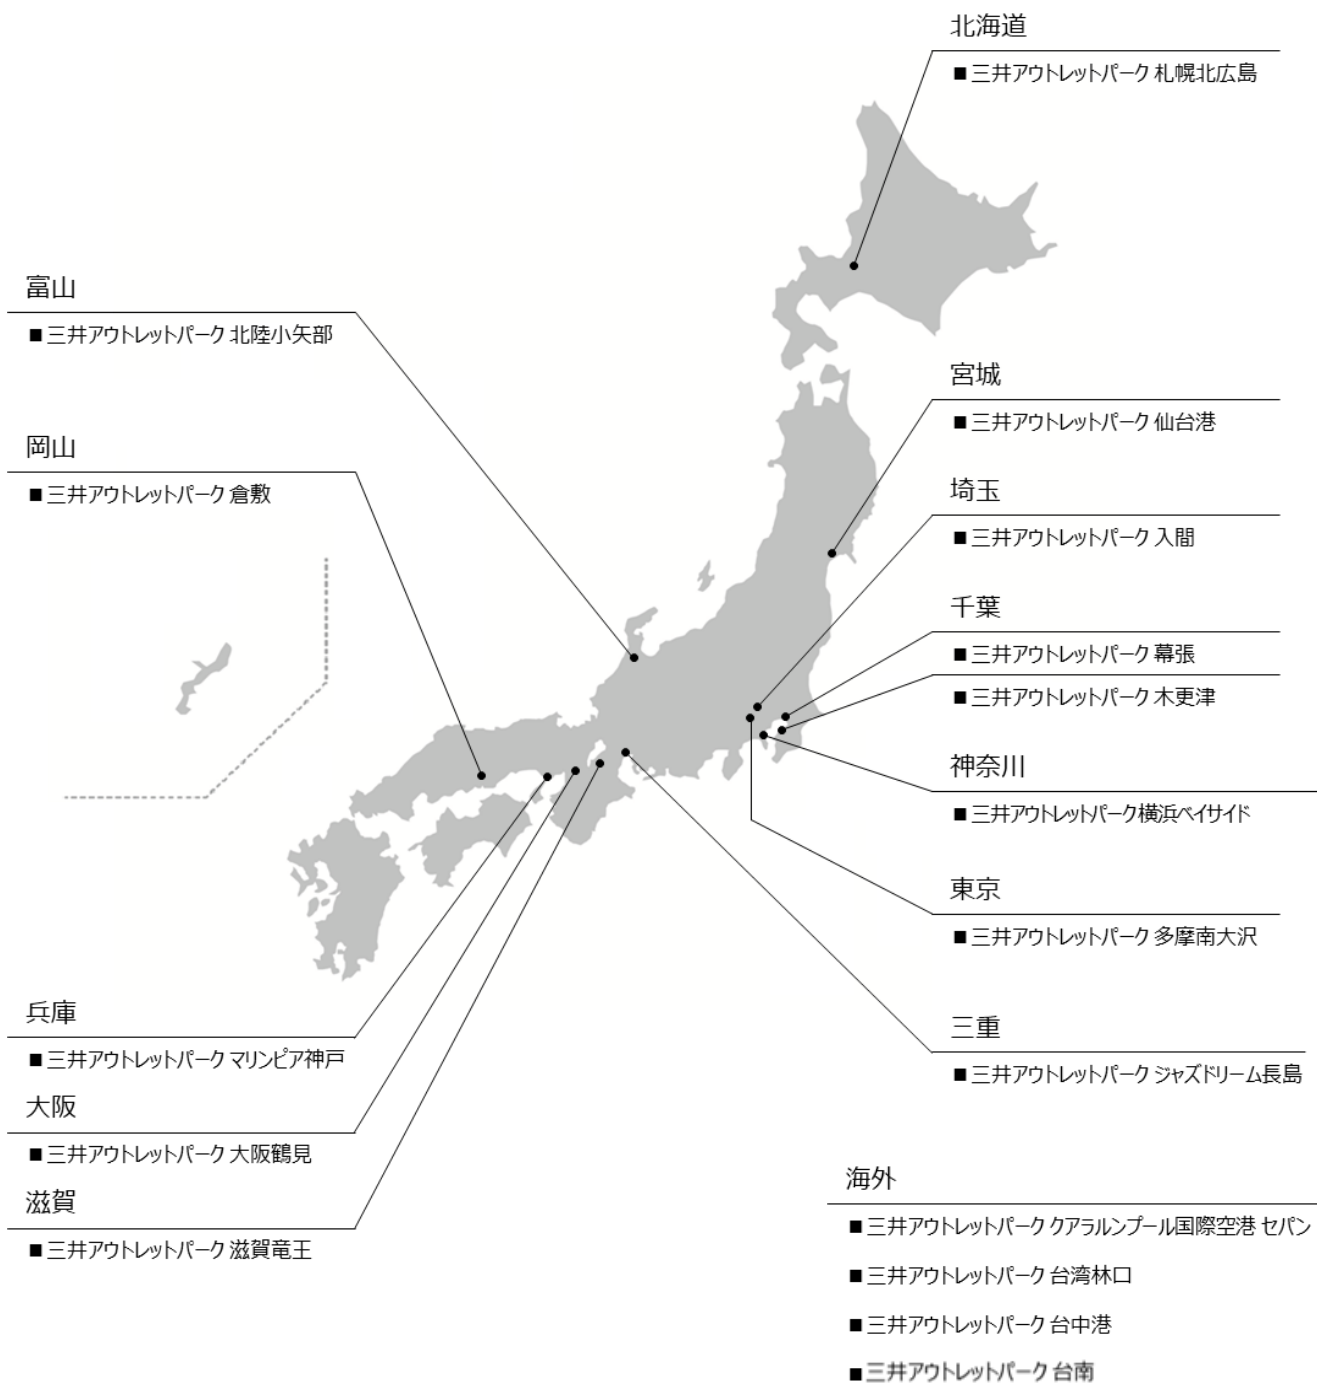 北海道
■三井アウトレットパーク 札幌北広島
富山
■三井アウトレットパーク 北陸小矢部
宮城
■三井アウトレットパーク 仙台港
岡山
■三井アウトレットパーク 倉敷
埼玉
■三井アウトレットパーク 入間
千葉
■三井アウトレットパーク 幕張
■三井アウトレットパーク 木更津
神奈川
■三井アウトレットパーク横浜ベイサイド
東京
■三井アウトレットパーク 多摩南大沢
兵庫
■三井アウトレットパーク マリンピア神戸
三重
■三井アウトレットパーク ジャズドリーム長島
大阪
■三井アウトレットパーク 大阪鶴見
滋賀
■三井アウトレットパーク 滋賀竜王
海外
■三井アウトレットパーク クアラルンプール国際空港 セパン
■三井アウトレットパーク 台湾林口
■三井アウトレットパーク 台中港
■三井アウトレットパーク 台南